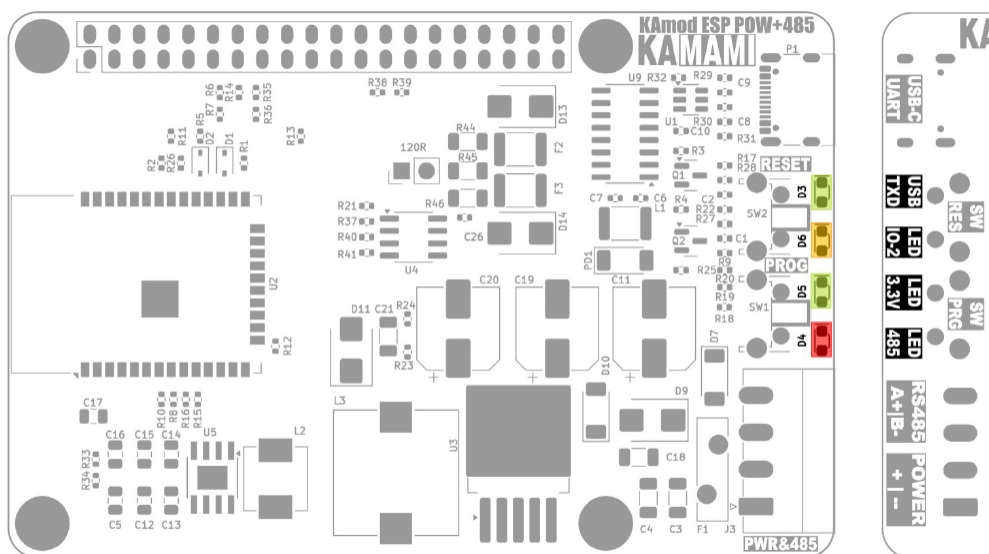 KAmod ESP POW+485
KAMAMI
P1
R38 R39
U9 R32 R29
C9
R6
R7
R14
R35
R36
R5
R11
R13
D2
D1
R2
R26
R1
D13
R44
F2
R45
120R
F3
R46
R21
R37
R40
R41
U4
C26
D14
U1
R30
C10
C8
R31
R3
R17
R28
RESET
Q1
C7
C6
L1
R4
C2
R22
R27
SW2
D3
D6
Q2
C1
PD1
R25
R9
R20
R19
R18
PROG
SW1
D5
D4
U2
R12
C20
C19
C11
D11
C21
R24
R23
D10
D7
D9
L3
U3
C18
C17
R10
R8
R16
R15
C16
C15
C14
U5
L2
R33
R34
C5
C12
C13
C4
C3
F1
J3
PWR&485
KA
USB-C
UART
USB
TXD
SW
RES
LED
IO-2
LED
3.3V
SW
PRG
LED
485
RS485
A+|B-
POWER
+ | -